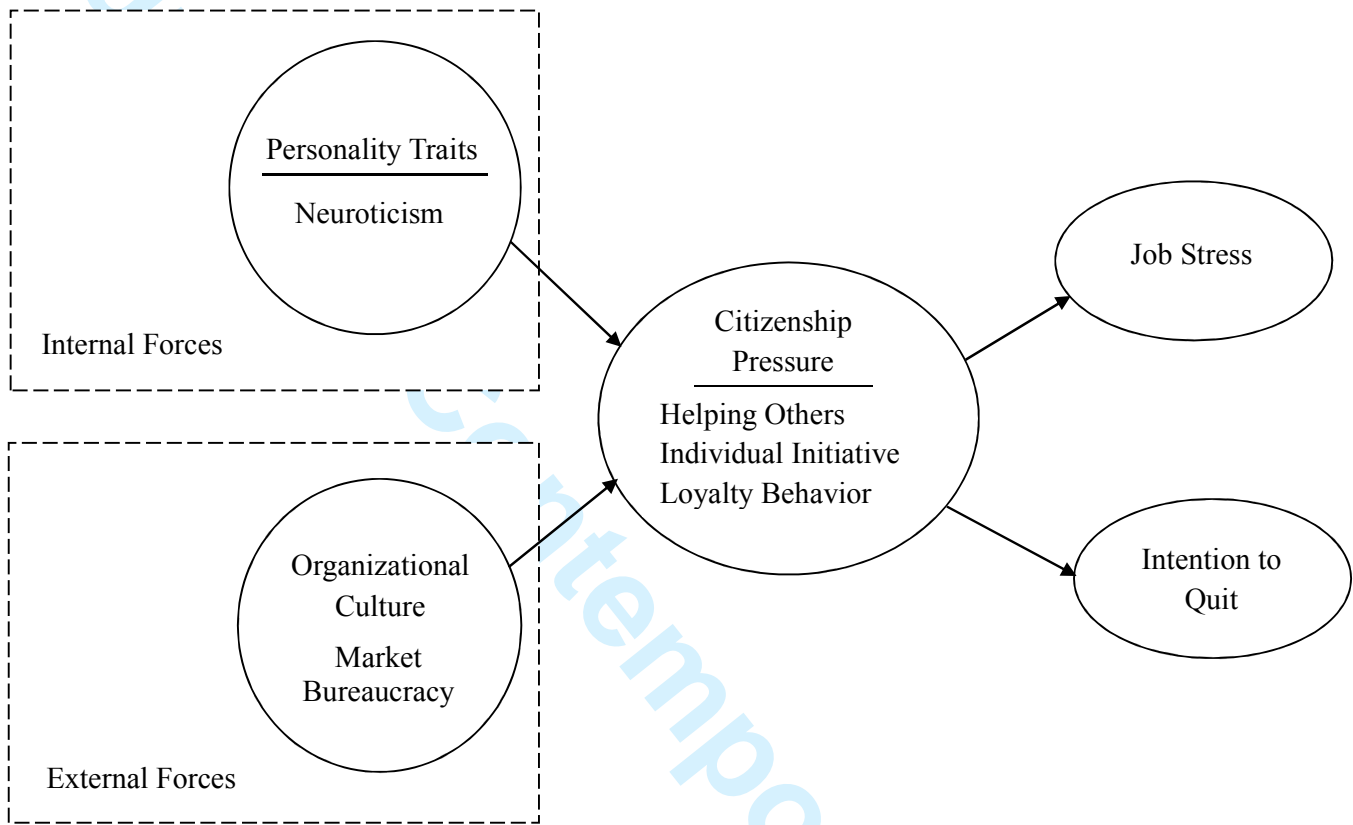 Personality Traits
Neuroticism
Internal Forces
Organizational
Culture
Market
Bureaucracy
External Forces
Citizenship
Pressure
Helping Others
Individual Initiative
Loyalty Behavior
Job Stress
Intention to
Quit